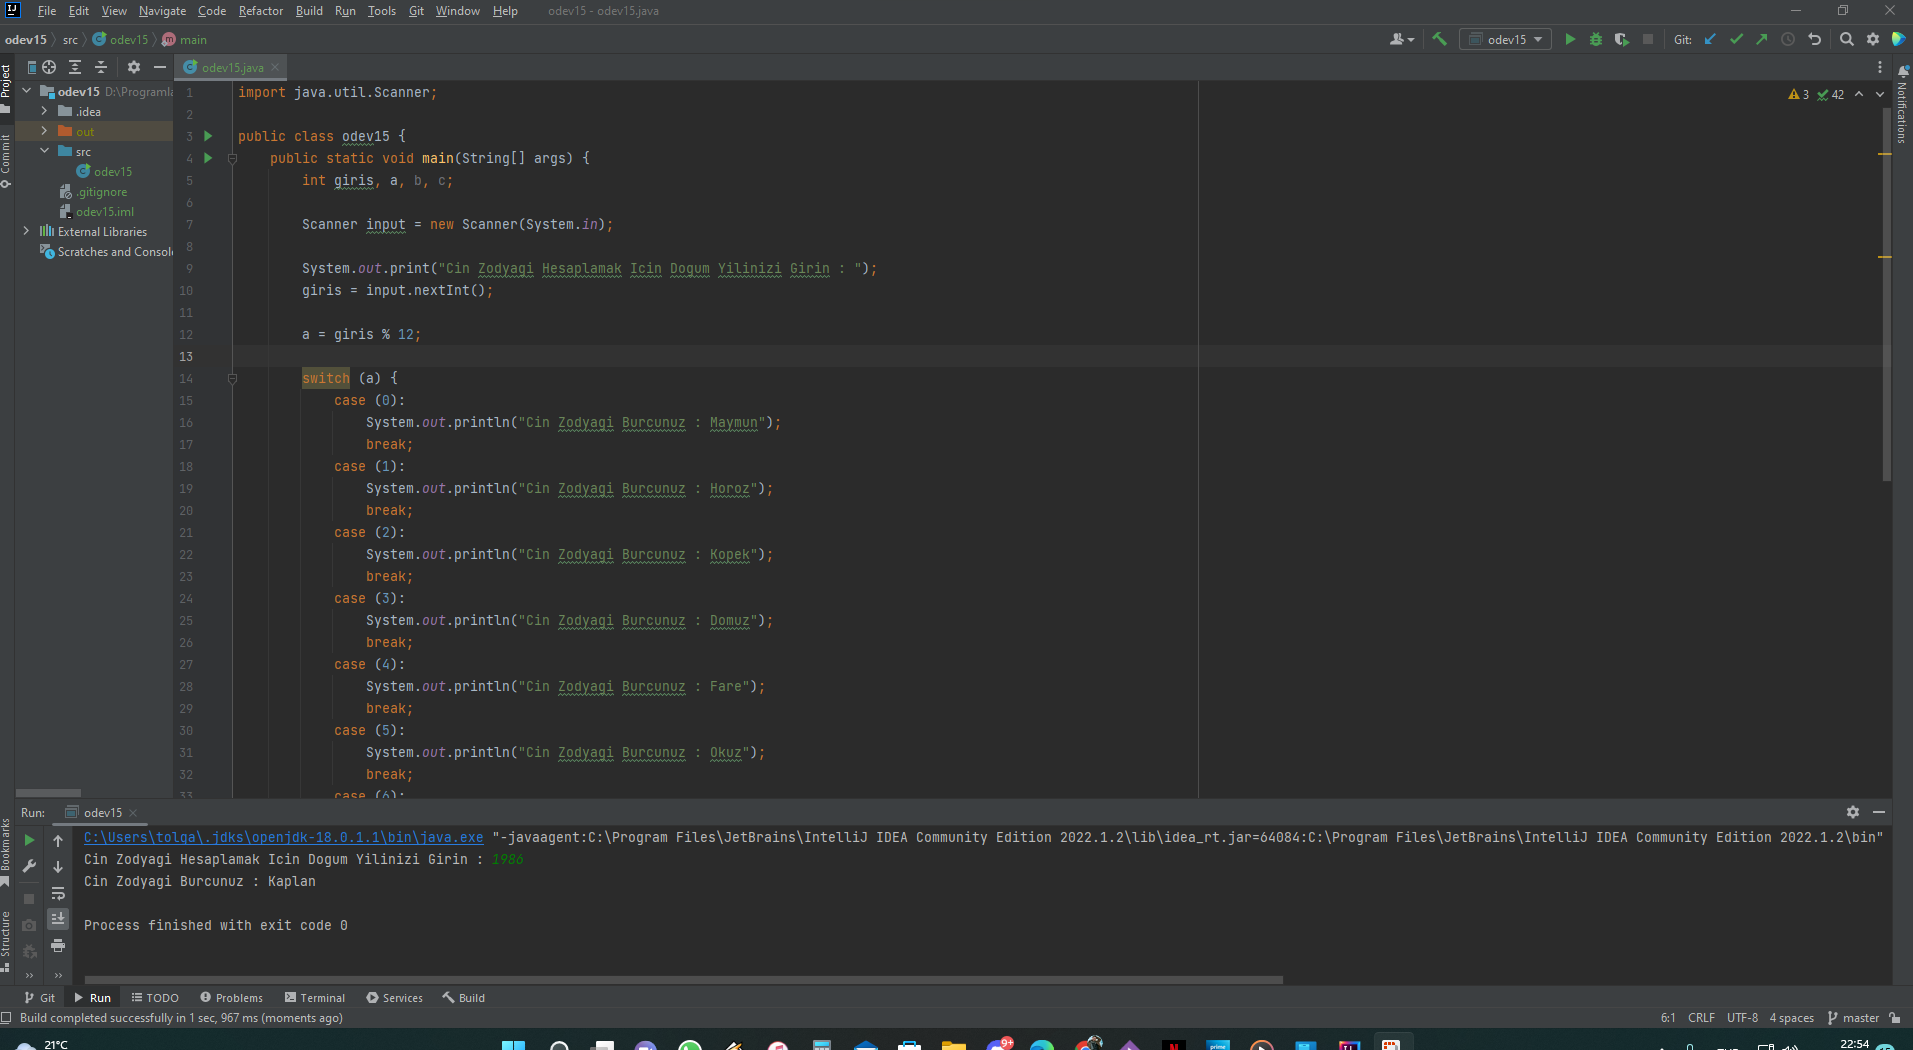 File Edit View Navigate Code Refactor Build Run Tools Git Window Help odev15 - odev15.java
odev15 src odev15 main
odev15
Git:
Project
odev15 D:\Programla
.idea
out
src
odev15
.gitignore
odev15.iml
External Libraries
Scratches and Consol
Commit
Bookmarks
Structure
Notifications
odev15.java
3 42
1 import java.util.Scanner;
2
3 public class odev15 {
4 public static void main(String[] args) {
5 int giris, a, b, c;
6
7 Scanner input = new Scanner(System.in);
8
9 System.out.print("Cin Zodyagi Hesaplamak Icin Dogum Yilinizi Girin : ");
10 giris = input.nextInt();
11
12 a = giris % 12;
13
14 switch (a) {
15 case (0):
16 System.out.println("Cin Zodyagi Burcunuz : Maymun");
17 break;
18 case (1):
19 System.out.println("Cin Zodyagi Burcunuz : Horoz");
20 break;
21 case (2):
22 System.out.println("Cin Zodyagi Burcunuz : Kopek");
23 break;
24 case (3):
25 System.out.println("Cin Zodyagi Burcunuz : Domuz");
26 break;
27 case (4):
28 System.out.println("Cin Zodyagi Burcunuz : Fare");
29 break;
30 case (5):
31 System.out.println("Cin Zodyagi Burcunuz : Okuz");
32 break;
33 case (6):
Run: odev15
C:\Users\tolga\.jdks\openjdk-18.0.1.1\bin\java.exe "-javaagent:C:\Program Files\JetBrains\IntelliJ IDEA Community Edition 2022.1.2\lib\idea_rt.jar=64084:C:\Program Files\JetBrains\IntelliJ IDEA Community Edition 2022.1.2\bin"
Cin Zodyagi Hesaplamak Icin Dogum Yilinizi Girin : 1986
Cin Zodyagi Burcunuz : Kaplan
Process finished with exit code 0
Git Run TODO Problems Terminal Services Build
Build completed successfully in 1 sec, 967 ms (moments ago)
6:1 CRLF UTF-8 4 spaces master
21°C
9+
22:54